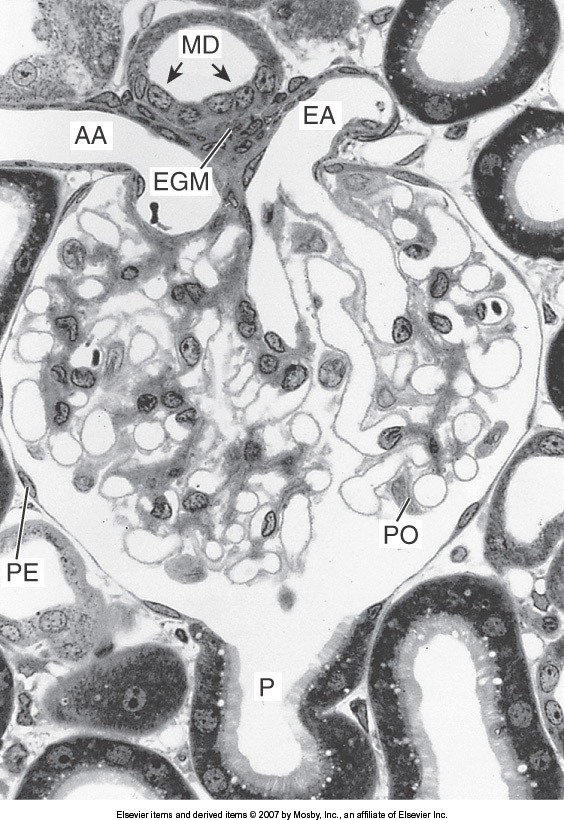 MD
EA
AA
EGM
PO
PE
P
Elsevier items and derived items © 2007 by Mosby, Inc., an affiliate of Elsevier Inc.